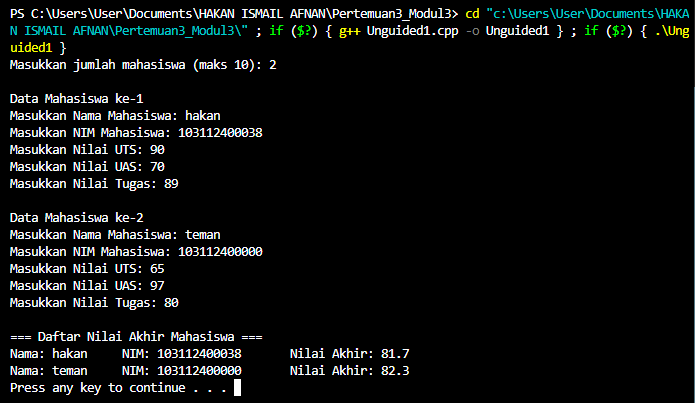 PS C:\Users\User\Documents\HAKAN ISMAIL AFNAN\Pertemuan3_Modul3> cd "c:\Users\User\Documents\HAKA
N ISMAIL AFNAN\Pertemuan3_Modul3\" ; if ($?) { g++ Unguided1.cpp -o Unguided1 } ; if ($?) { .\Ung
uided1 }
Masukkan jumlah mahasiswa (maks 10): 2
Data Mahasiswa ke-1
Masukkan Nama Mahasiswa: hakan
Masukkan NIM Mahasiswa: 103112400038
Masukkan Nilai UTS: 90
Masukkan Nilai UAS: 70
Masukkan Nilai Tugas: 89
Data Mahasiswa ke-2
Masukkan Nama Mahasiswa: teman
Masukkan NIM Mahasiswa: 103112400000
Masukkan Nilai UTS: 65
Masukkan Nilai UAS: 97
Masukkan Nilai Tugas: 80
=== Daftar Nilai Akhir Mahasiswa ===
Nama: hakan     NIM: 103112400038       Nilai Akhir: 81.7
Nama: teman     NIM: 103112400000       Nilai Akhir: 82.3
Press any key to continue . . .